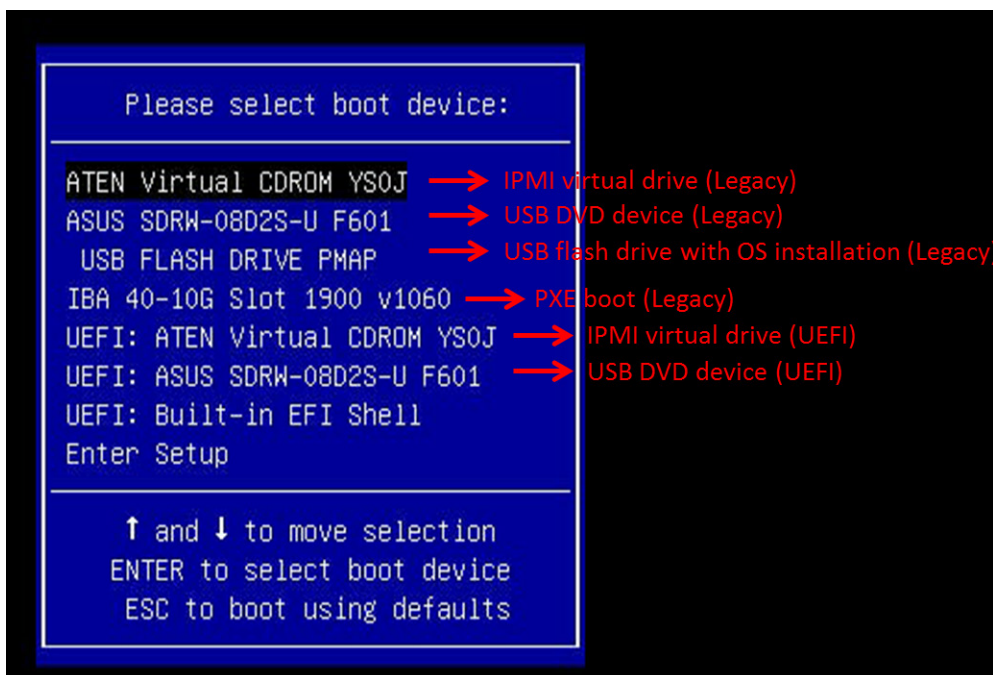 Please select boot device:
ATEN Virtual CDROM YS0J → IPMI virtual drive (Legacy)
ASUS SDRW-08D2S-U F601 → USB DVD device (Legacy)
USB FLASH DRIVE PMAP → USB flash drive with OS installation (Legacy)
IBA 40-10G Slot 1900 v1060 → PXE boot (Legacy)
UEFI: ATEN Virtual CDROM YS0J → IPMI virtual drive (UEFI)
UEFI: ASUS SDRW-08D2S-U F601 → USB DVD device (UEFI)
UEFI: Built-in EFI Shell
Enter Setup
↑ and ↓ to move selection
ENTER to select boot device
ESC to boot using defaults